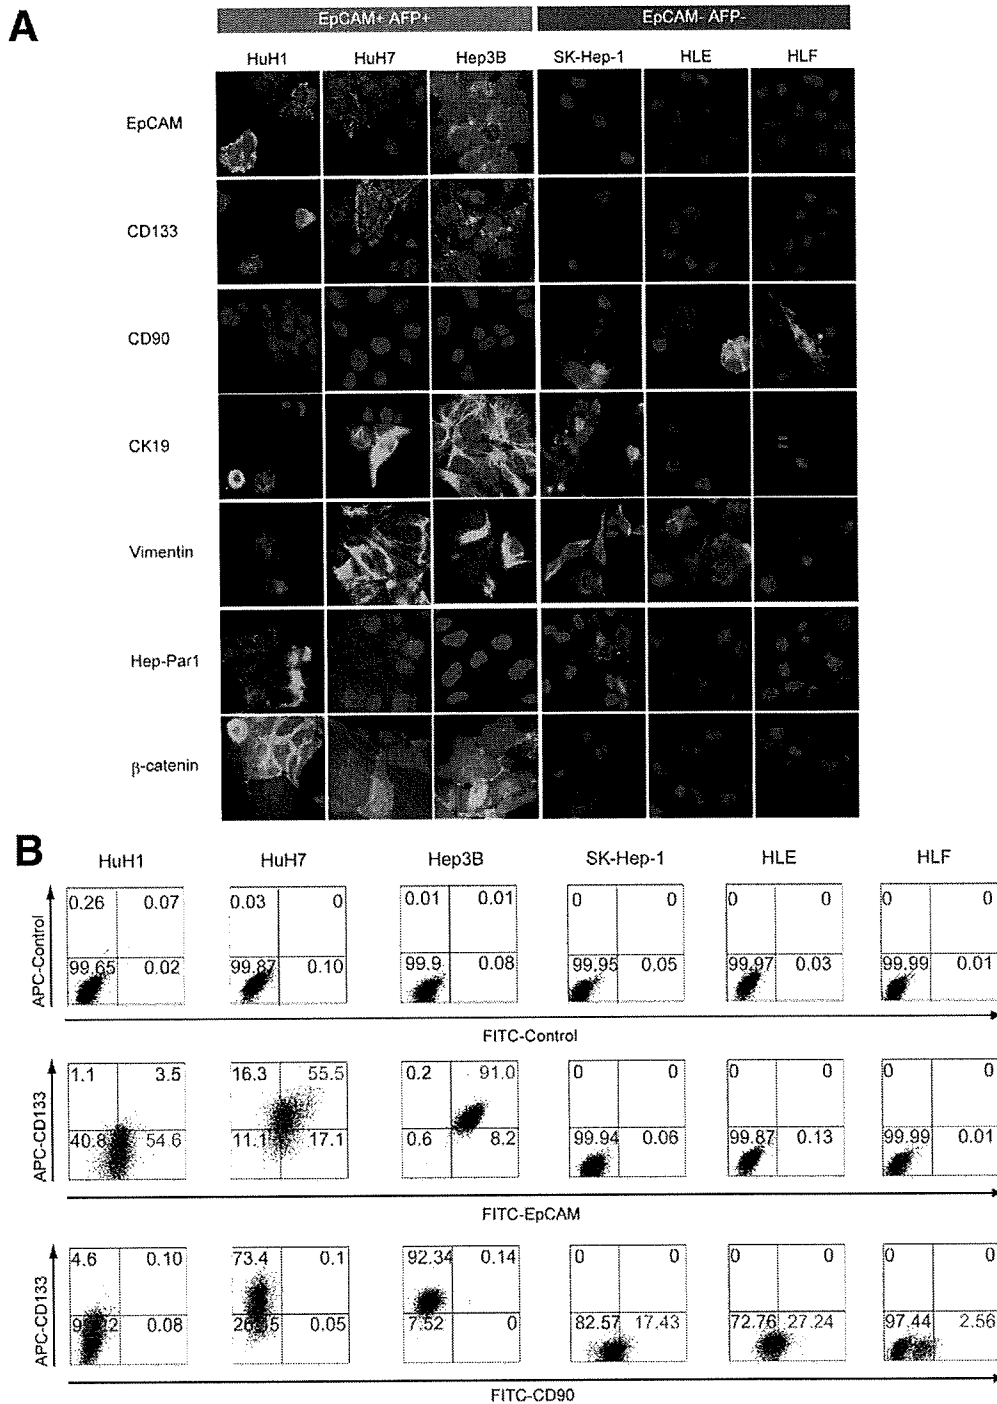 A
EpCAM+ AFP+ EpCAM- AFP-
HuH1 HuH7 Hep3B SK-Hep-1 HLE HLF
EpCAM
CD133
CD90
CK19
Vimentin
Hep-Par1
β-catenin
B
HuH1 HuH7 Hep3B SK-Hep-1 HLE HLF
APC-Control
0.26 0.07 0.03 0 0.01 0.01 0 0 0 0 0 0
99.65 0.02 99.87 0.10 99.9 0.08 99.95 0.05 99.97 0.03 99.99 0.01
FITC-Control
APC-CD133
1.1 3.5 16.3 55.5 0.2 91.0 0 0 0 0 0 0
40.8 54.6 11.1 17.1 0.6 8.2 99.94 0.06 99.87 0.13 99.99 0.01
FITC-EpCAM
APC-CD133
4.6 0.10 73.4 0.1 92.34 0.14 0 0 0 0 0 0
0.08 0.05 7.52 0 82.57 17.43 72.76 27.24 97.44 2.56
FITC-CD90